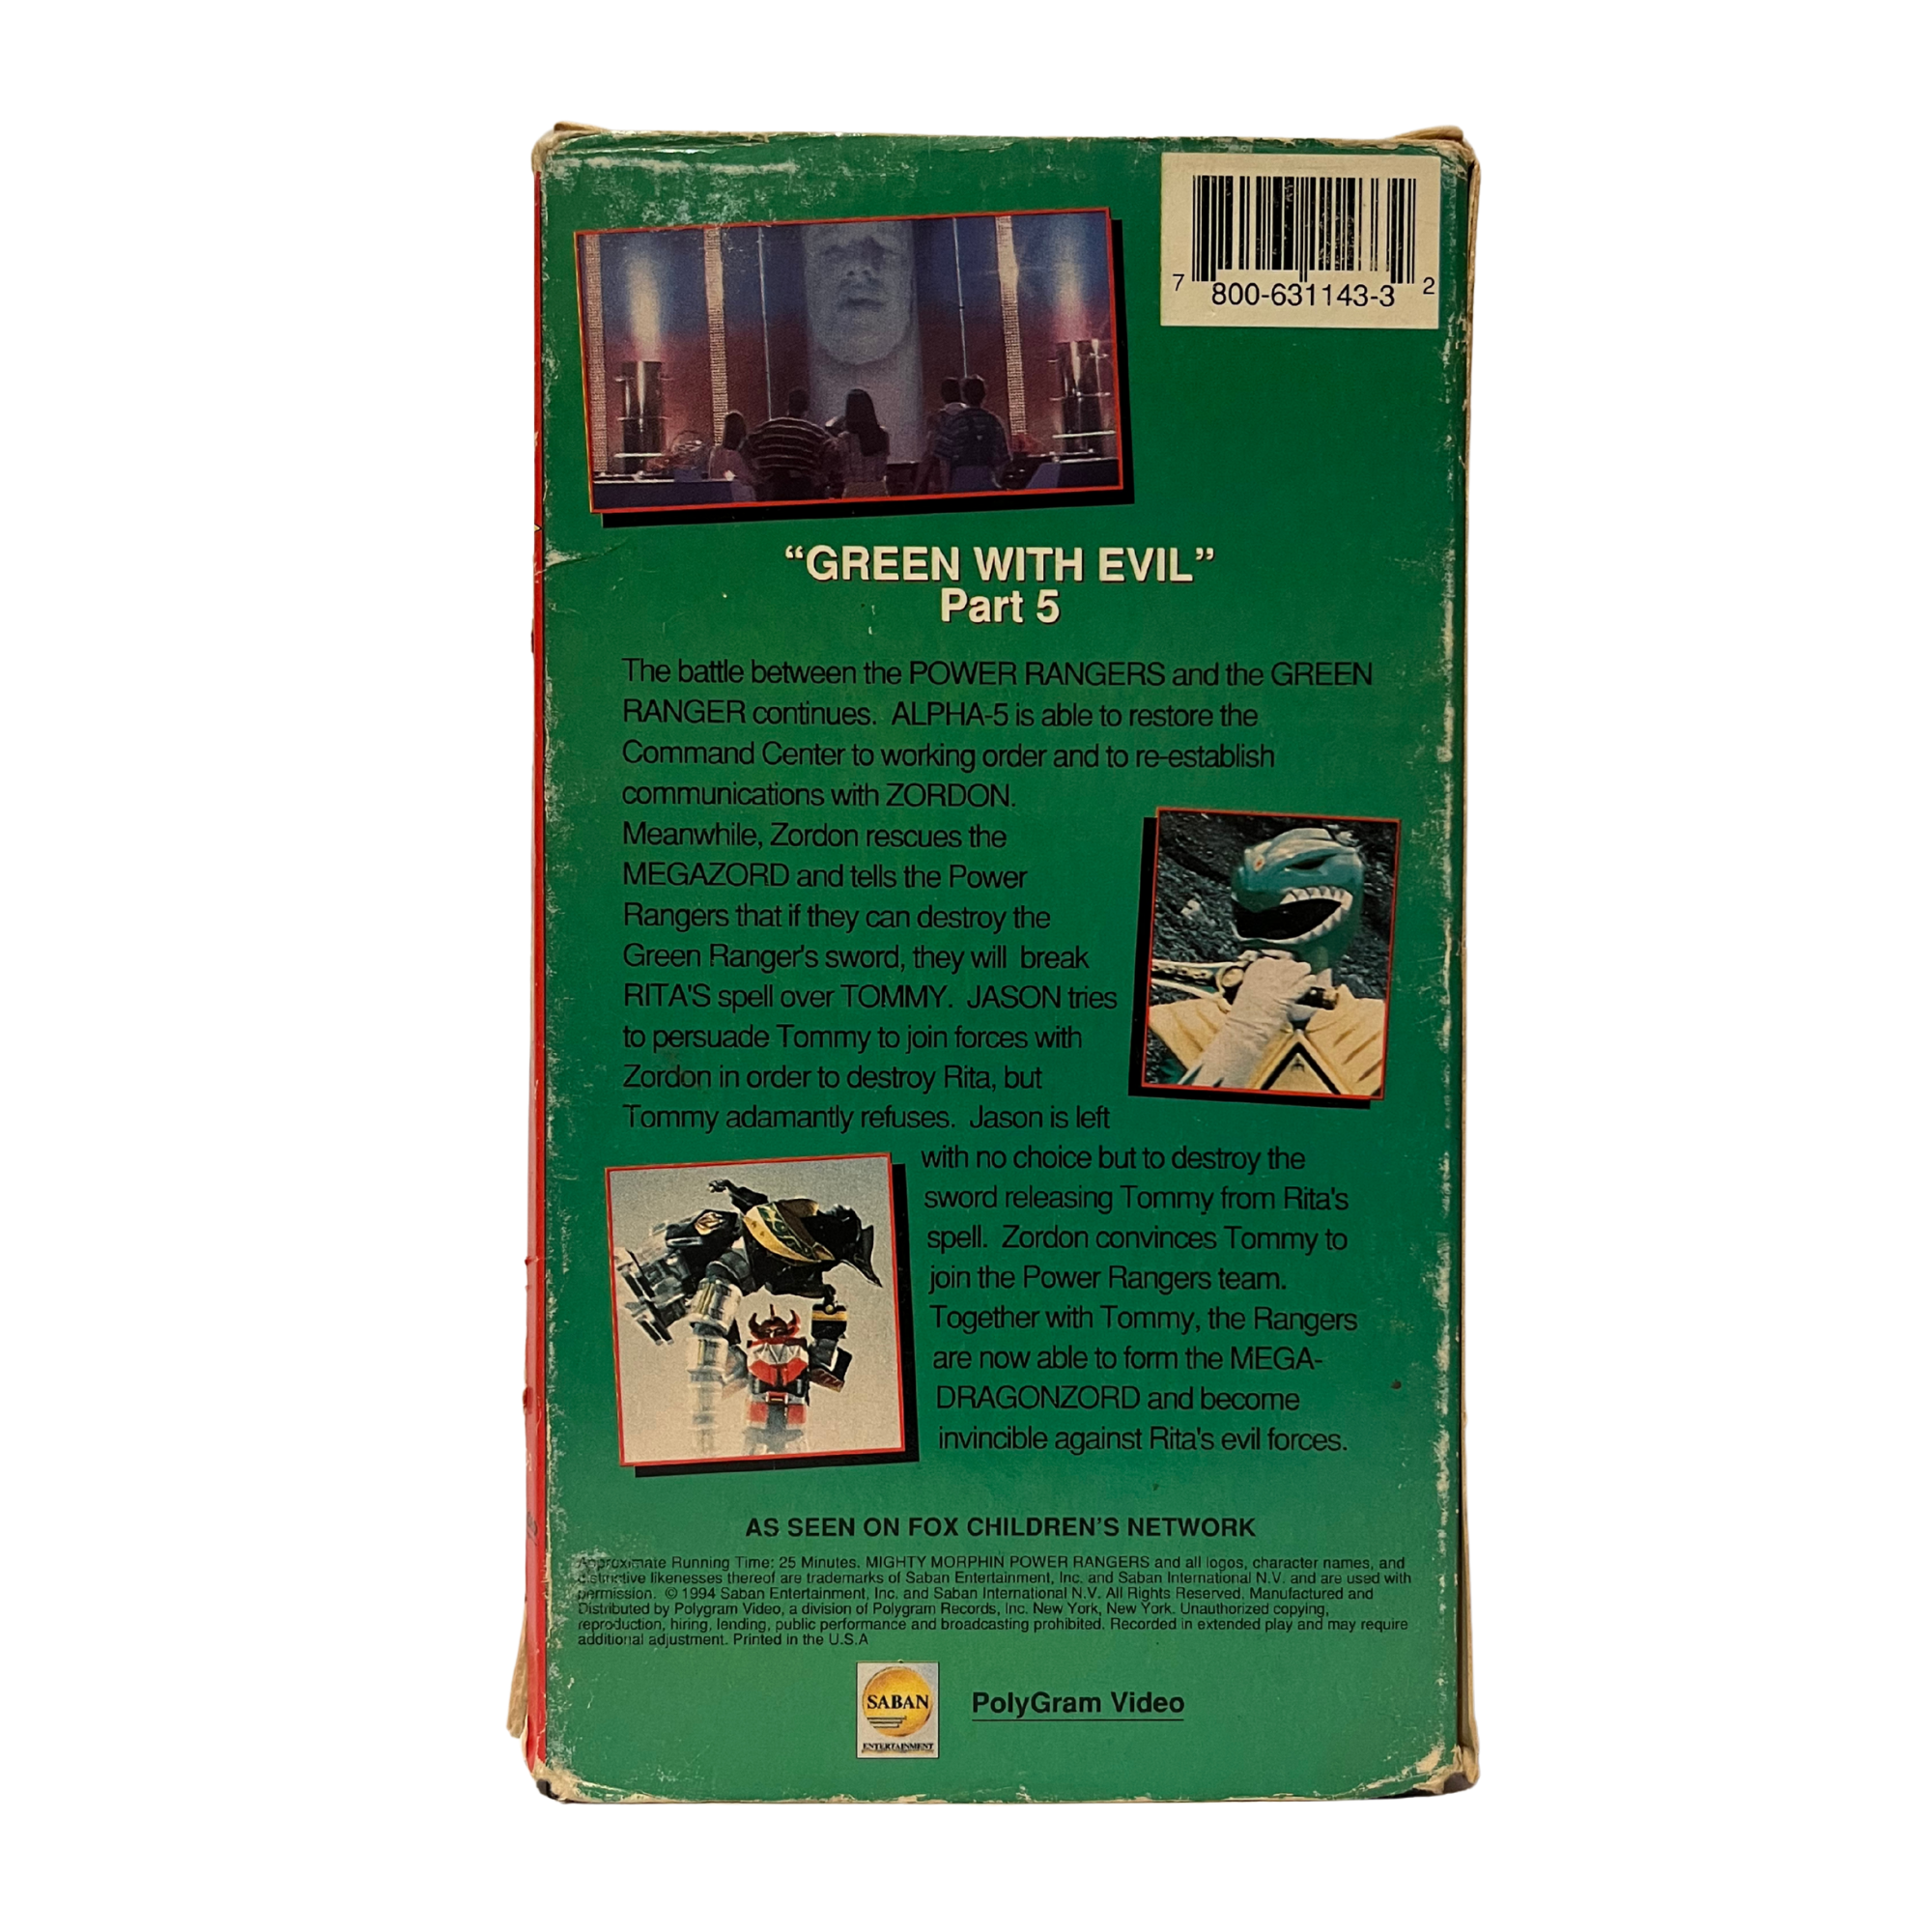 7 800-631143-3 2
“GREEN WITH EVIL”
Part 5
The battle between the POWER RANGERS and the GREEN
RANGER continues. ALPHA-5 is able to restore the
Command Center to working order and to re-establish
communications with ZORDON.
Meanwhile, Zordon rescues the
MEGAZORD and tells the Power
Rangers that if they can destroy the
Green Ranger's sword, they will break
RITA'S spell over TOMMY. JASON tries
to persuade Tommy to join forces with
Zordon in order to destroy Rita, but
Tommy adamantly refuses. Jason is left
with no choice but to destroy the
sword releasing Tommy from Rita's
spell. Zordon convinces Tommy to
join the Power Rangers team.
Together with Tommy, the Rangers
are now able to form the MEGA-
DRAGONZORD and become
invincible against Rita's evil forces.
AS SEEN ON FOX CHILDREN'S NETWORK
Approximate Running Time: 25 Minutes. MIGHTY MORPHIN POWER RANGERS and all logos, character names, and
distinctive likenesses thereof are trademarks of Saban Entertainment, Inc. and Saban International N.V. and are used with
permission. © 1994 Saban Entertainment, Inc. and Saban International N.V. All Rights Reserved. Manufactured and
Distributed by Polygram Video, a division of Polygram Records, Inc. New York, New York. Unauthorized copying,
reproduction, hiring, lending, public performance and broadcasting prohibited. Recorded in extended play and may require
additional adjustment. Printed in the U.S.A
SABAN
ENTERTAINMENT
PolyGram Video